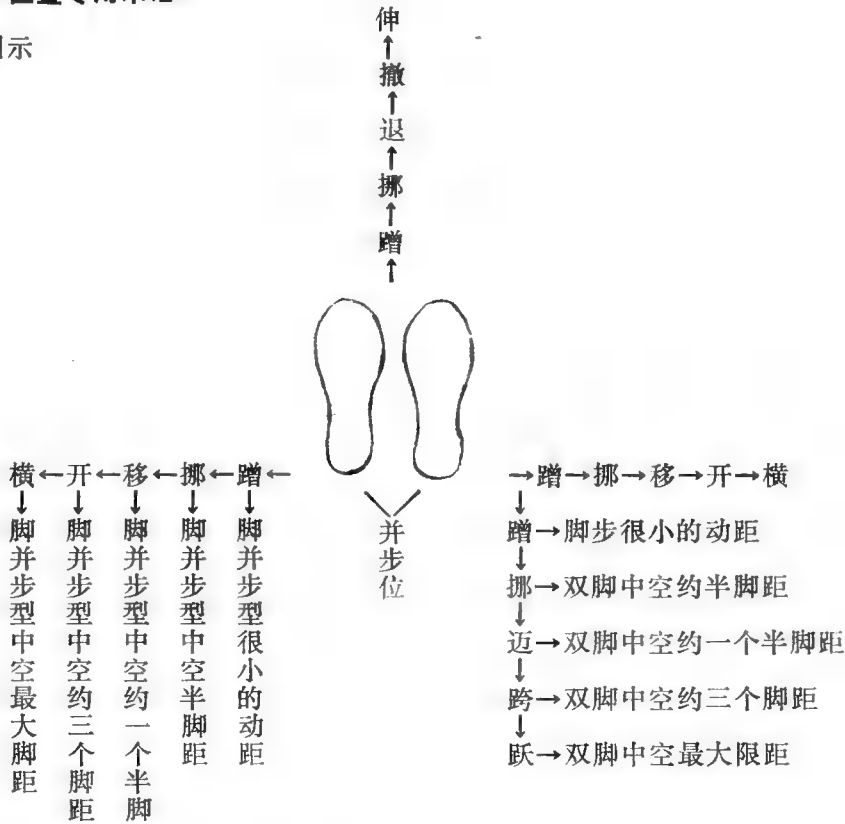 示
伸
↑
撤
↑
退
↑
挪
↑
蹭
↑
横←开←移←挪←蹭←
→蹭→挪→移→开→横
↓脚并步型中空最大脚距
↓脚并步型中空约三个脚距
↓脚并步型中空约一个半脚
↓脚并步型中空半脚距
↓脚并步型很小的动距
并步位
↓
蹭→脚步很小的动距
↓
挪→双脚中空约半脚距
↓
迈→双脚中空约一个半脚距
↓
跨→双脚中空约三个脚距
↓
跃→双脚中空最大限距